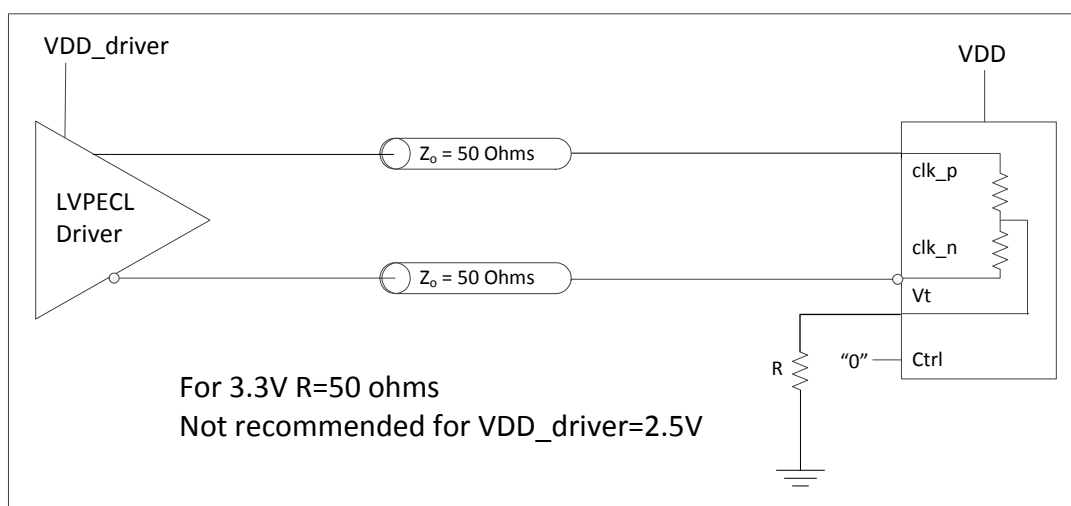 VDD_driver
VDD
Zo = 50 Ohms
clk_p
LVPECL
Driver
clk_n
Zo = 50 Ohms
Vt
R
“0”
Ctrl
For 3.3V R=50 ohms
Not recommended for VDD_driver=2.5V